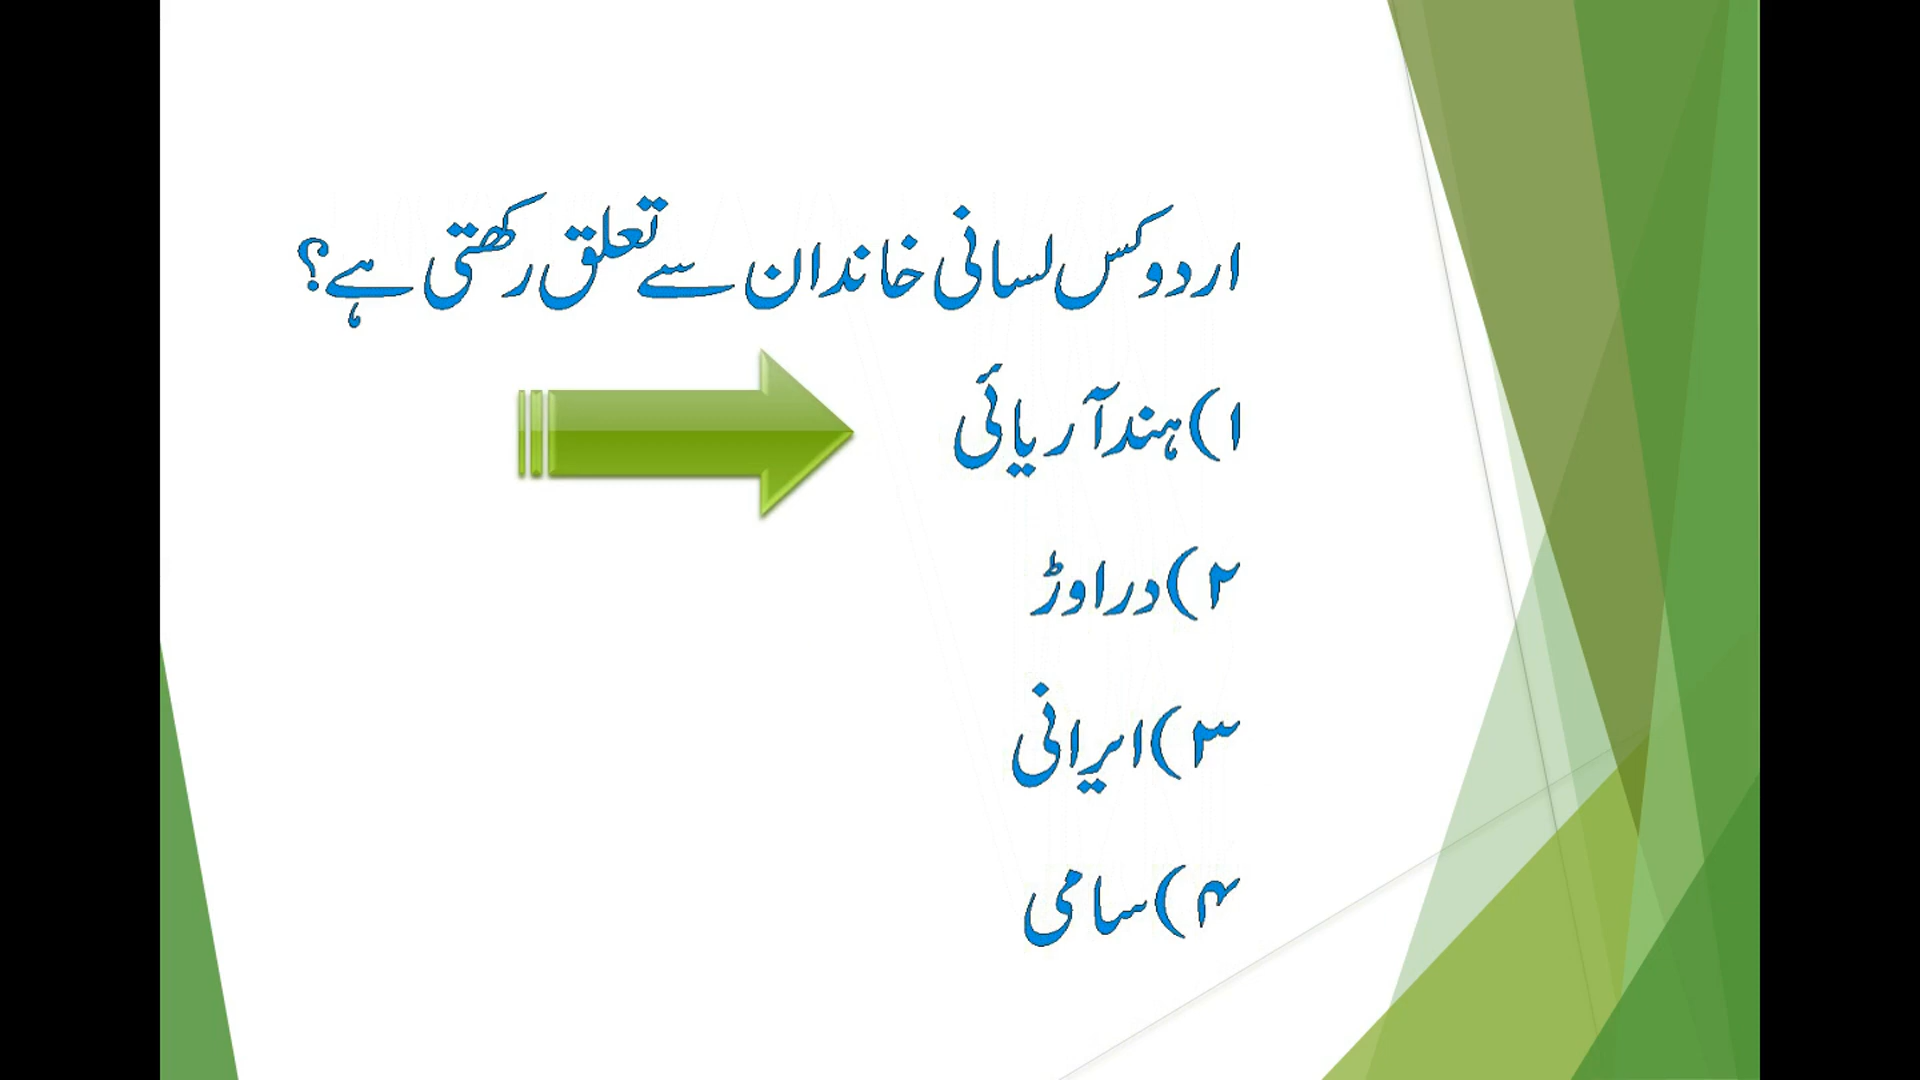 اردو کس لسانی خاندان سے تعلق رکھتی ہے؟
۱) ہند آریائی
۲) دراوڑ
۳) ایرانی
۴) سامی